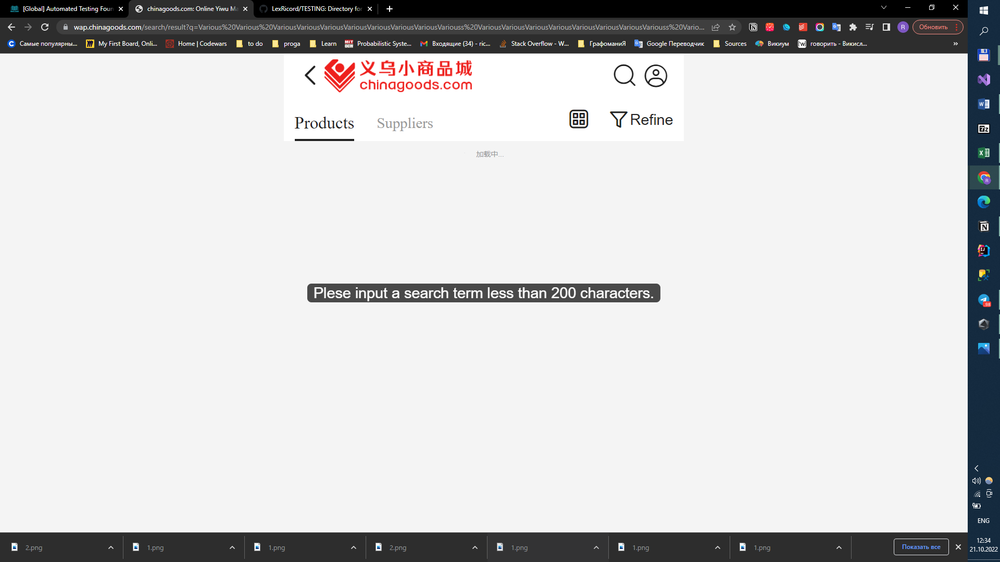 [Global] Automated Testing Foun
chinagoods.com: Online Yiwu Ma
LexRicord/TESTING: Directory for
wap.chinagoods.com/search/result?q=Various%20Various%20VariousVariousVariousVariousVariousVariousVariousVariouss%20VariousVariousVariousVariousVariousVariousVariousVariouss%20Vario...
Обновить
Самые популярны...
My First Board, Onli...
Home | Codewars
to do
proga
Learn
MIT OCW
Probabilistic Syste...
Входящие (34) - ric...
Stack Overflow - W...
ГрафоманиЯ
Google Переводчик
Sources
Викиум
говорить - Викисл...
义乌小商品城
chinagoods.com
Products
Suppliers
Refine
加载中...
Plese input a search term less than 200 characters.
2.png
1.png
1.png
2.png
1.png
1.png
1.png
Показать все
ENG
12:34
21.10.2022